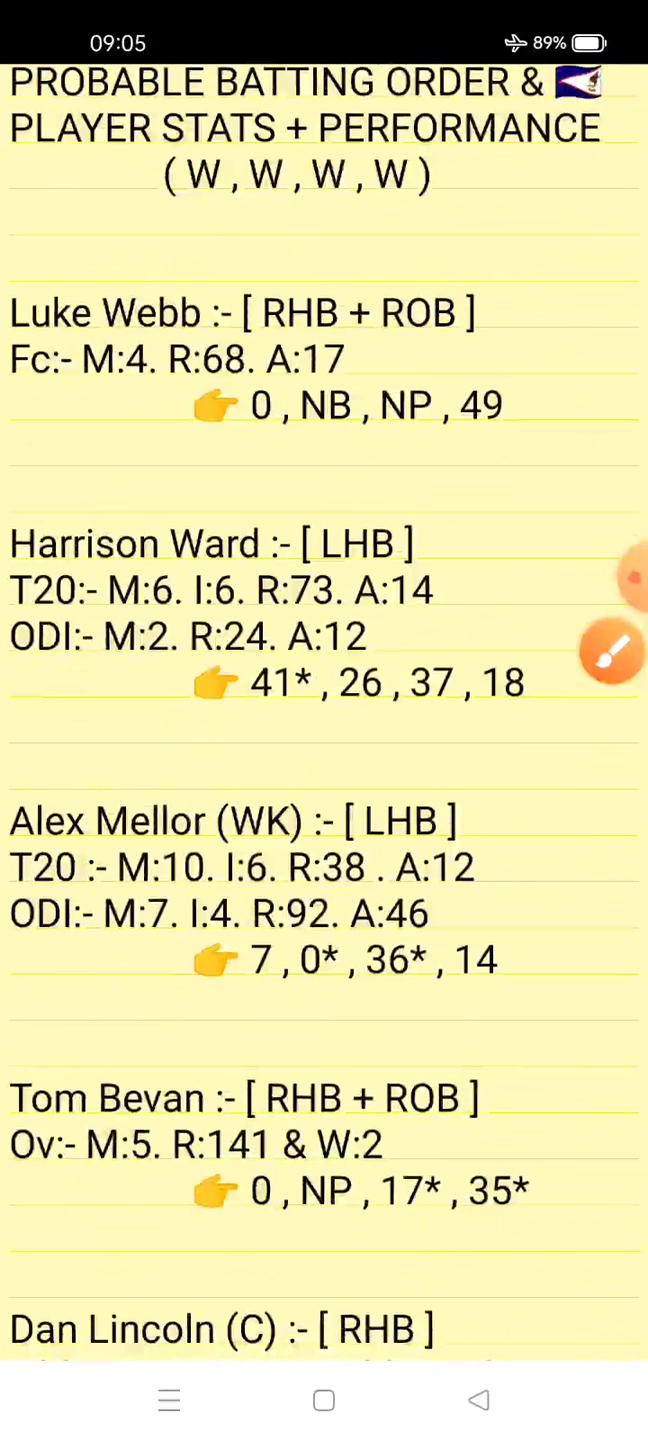 09:05
89%
PROBABLE BATTING ORDER & 🇦🇸
PLAYER STATS + PERFORMANCE
( W , W , W , W )
Luke Webb :- [ RHB + ROB ]
Fc:- M:4. R:68. A:17
👉 0 , NB , NP , 49
Harrison Ward :- [ LHB ]
T20:- M:6. I:6. R:73. A:14
ODI:- M:2. R:24. A:12
👉 41* , 26 , 37 , 18
Alex Mellor (WK) :- [ LHB ]
T20 :- M:10. I:6. R:38 . A:12
ODI:- M:7. I:4. R:92. A:46
👉 7 , 0* , 36* , 14
Tom Bevan :- [ RHB + ROB ]
Ov:- M:5. R:141 & W:2
👉 0 , NP , 17* , 35*
Dan Lincoln (C) :- [ RHB ]